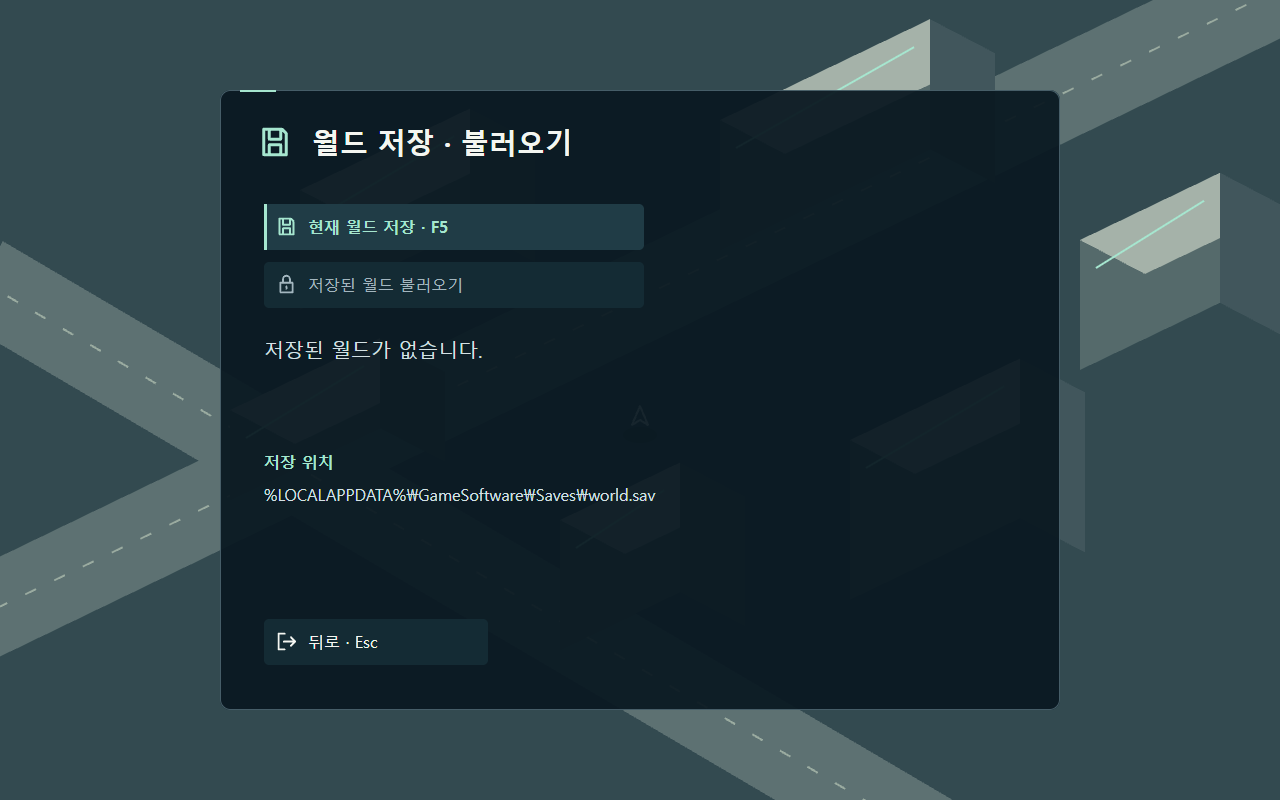 월드 저장 · 불러오기
현재 월드 저장 · F5
저장된 월드 불러오기
저장된 월드가 없습니다.
저장 위치
%LOCALAPPDATA%₩GameSoftware₩Saves₩world.sav
뒤로 · Esc